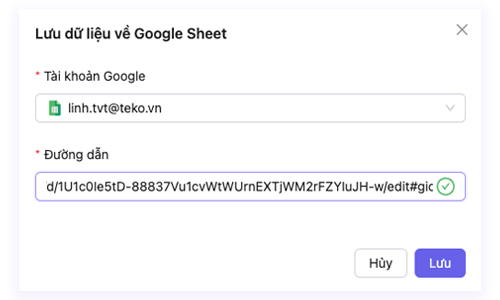 Lưu dữ liệu về Google Sheet
* Tài khoản Google
linh.tvt@teko.vn
* Đường dẫn
d/1U1c0Ie5tD-88837Vu1cvWtWUrnEXTjWM2rFZYIuJH-w/edit#gid
Hủy
Lưu